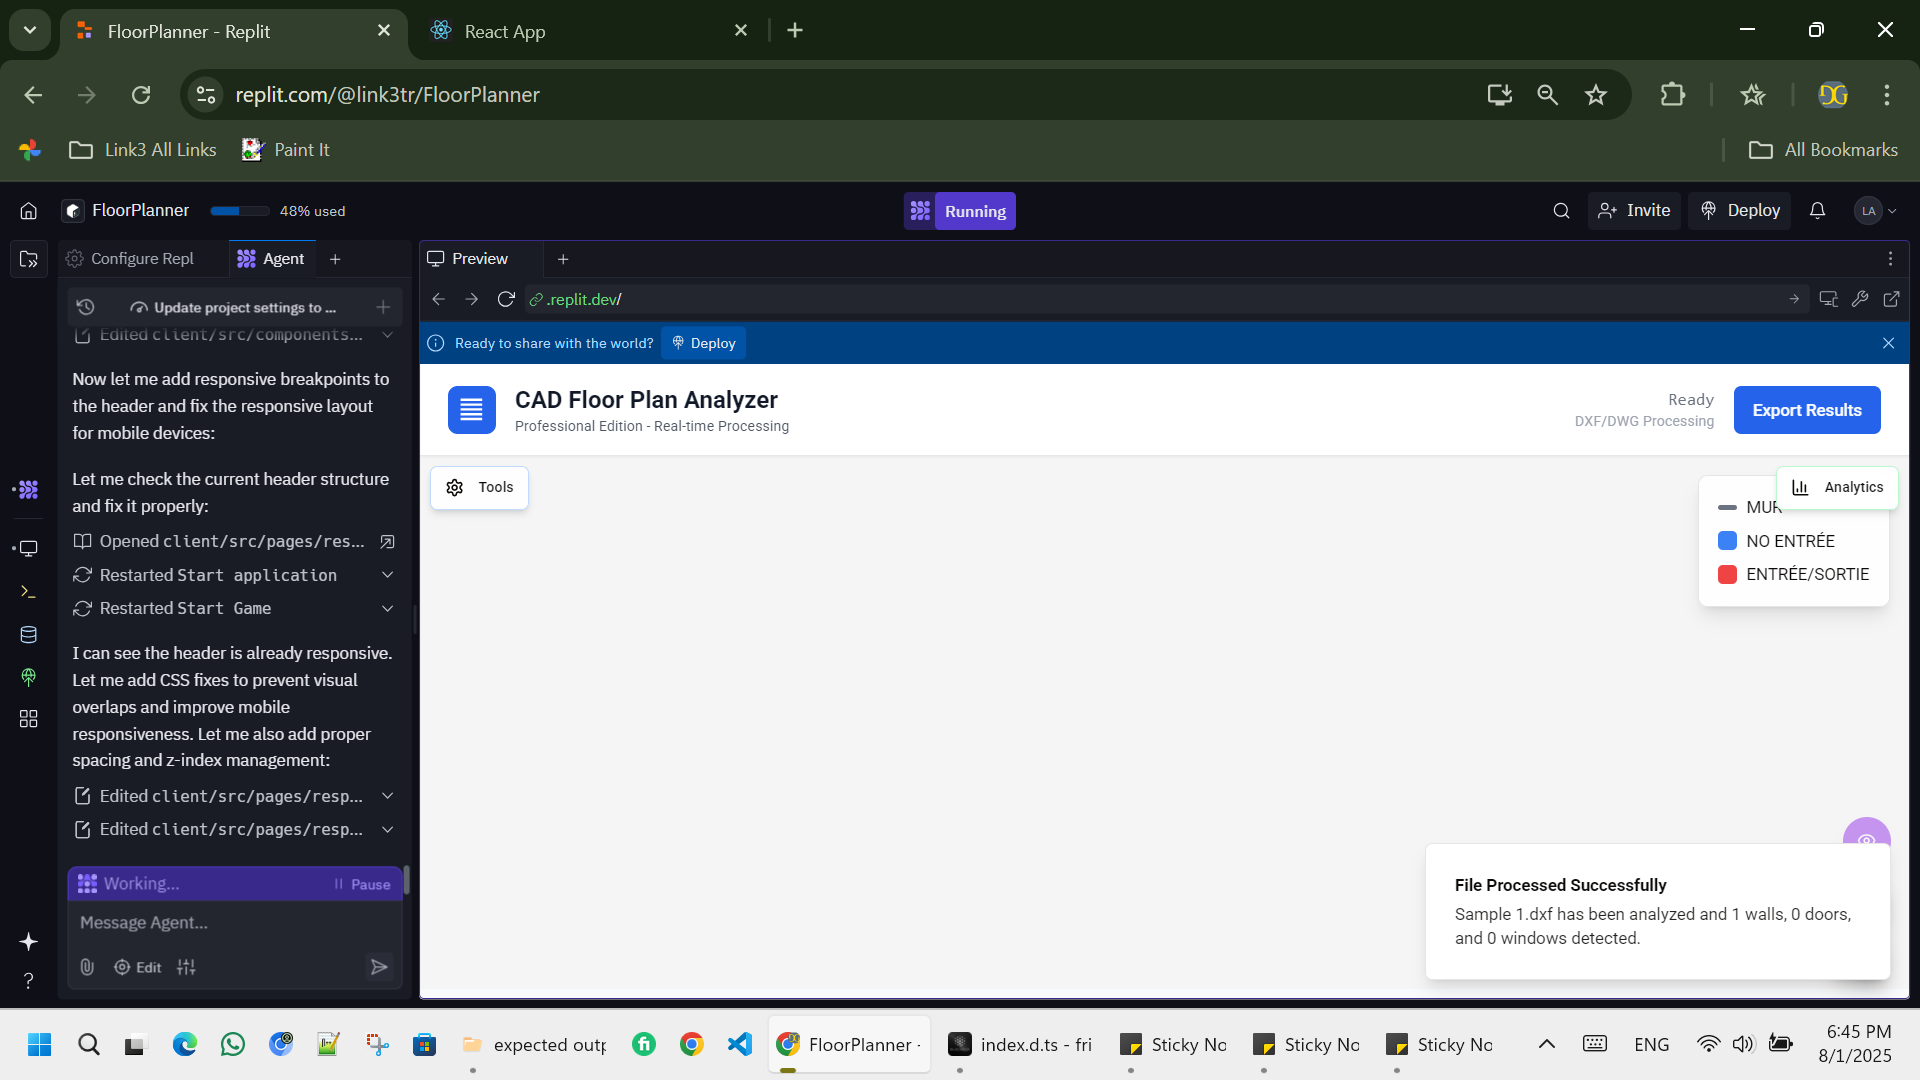 FloorPlanner - Replit
React App
replit.com/@link3tr/FloorPlanner
DG
Link3 All Links
Paint It
All Bookmarks
FloorPlanner
48% used
Running
Invite
Deploy
LA
Configure Repl
Agent
Preview
Update project settings to ...
.replit.dev/
Edited client/src/components...
Ready to share with the world?
Deploy
Now let me add responsive breakpoints to
the header and fix the responsive layout
for mobile devices:
Let me check the current header structure
and fix it properly:
Opened client/src/pages/res...
Restarted Start application
Restarted Start Game
I can see the header is already responsive.
Let me add CSS fixes to prevent visual
overlaps and improve mobile
responsiveness. Let me also add proper
spacing and z-index management:
Edited client/src/pages/resp...
Edited client/src/pages/resp...
Working...
Pause
Message Agent...
Edit
CAD Floor Plan Analyzer
Professional Edition - Real-time Processing
Ready
DXF/DWG Processing
Export Results
Tools
Analytics
MUR
NO ENTRÉE
ENTRÉE/SORTIE
File Processed Successfully
Sample 1.dxf has been analyzed and 1 walls, 0 doors,
and 0 windows detected.
?
expected outp
fi
FloorPlanner -
index.d.ts - fri
Sticky No
Sticky No
Sticky No
ENG
6:45 PM
8/1/2025